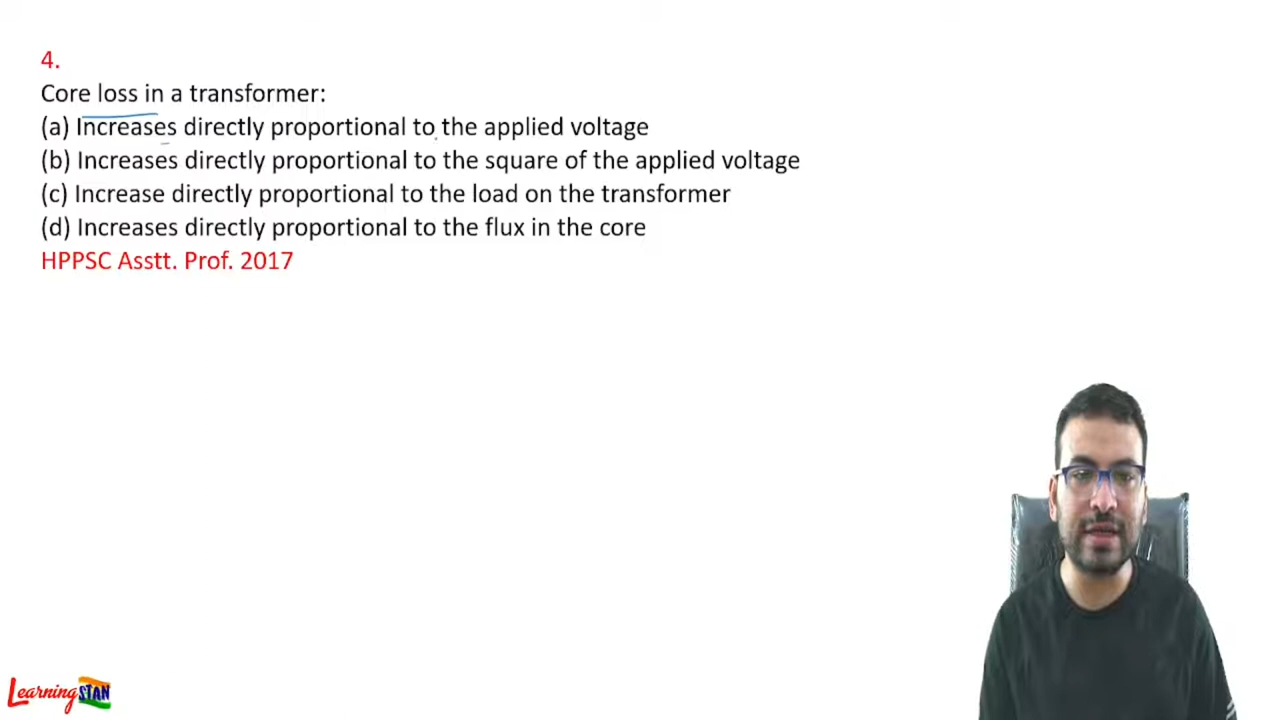 4.
Core loss in a transformer:
(a) Increases directly proportional to the applied voltage
(b) Increases directly proportional to the square of the applied voltage
(c) Increase directly proportional to the load on the transformer
(d) Increases directly proportional to the flux in the core
HPPSC Asstt. Prof. 2017
Learning STAN